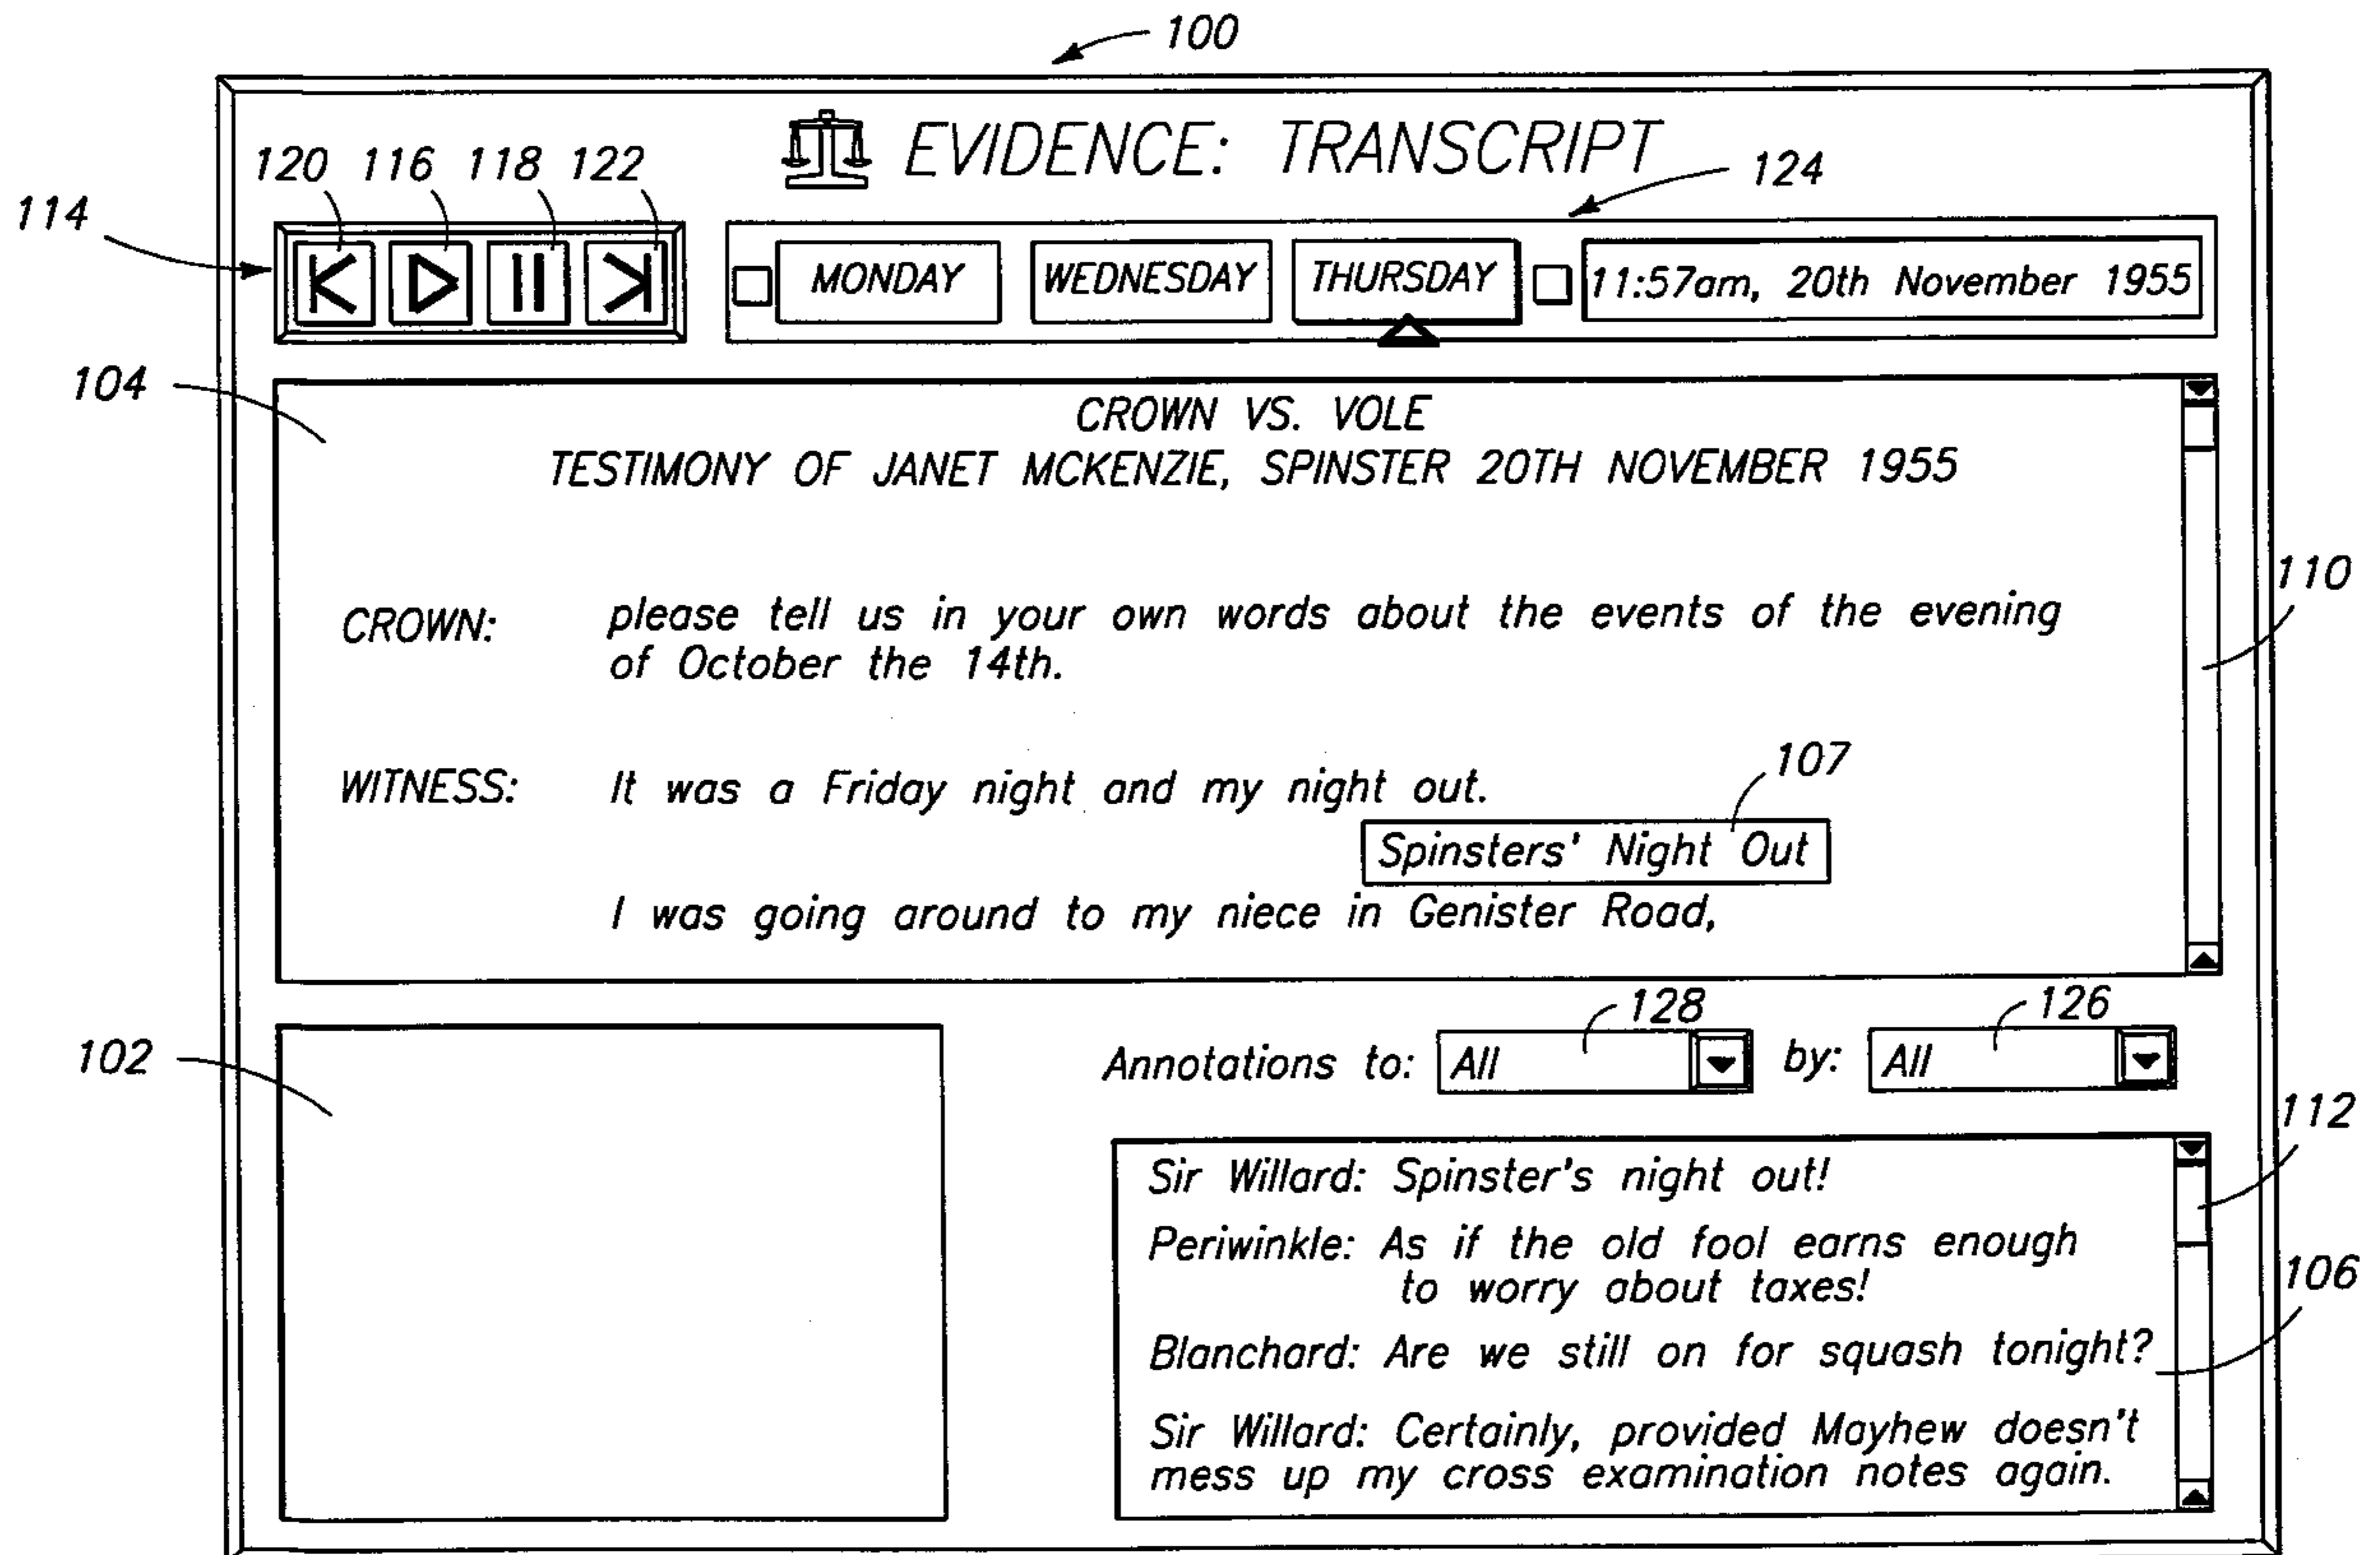 100
EVIDENCE: TRANSCRIPT
120 116 118 122
124
114
MONDAY WEDNESDAY THURSDAY 11:57am, 20th November 1955
104
CROWN VS. VOLE
TESTIMONY OF JANET MCKENZIE, SPINSTER 20TH NOVEMBER 1955
110
CROWN: please tell us in your own words about the events of the evening
of October the 14th.
107
WITNESS: It was a Friday night and my night out.
Spinsters' Night Out
I was going around to my niece in Genister Road,
128 126
102
Annotations to: All by: All
112
Sir Willard: Spinster's night out!
Periwinkle: As if the old fool earns enough
to worry about taxes!
106
Blanchard: Are we still on for squash tonight?
Sir Willard: Certainly, provided Mayhew doesn't
mess up my cross examination notes again.